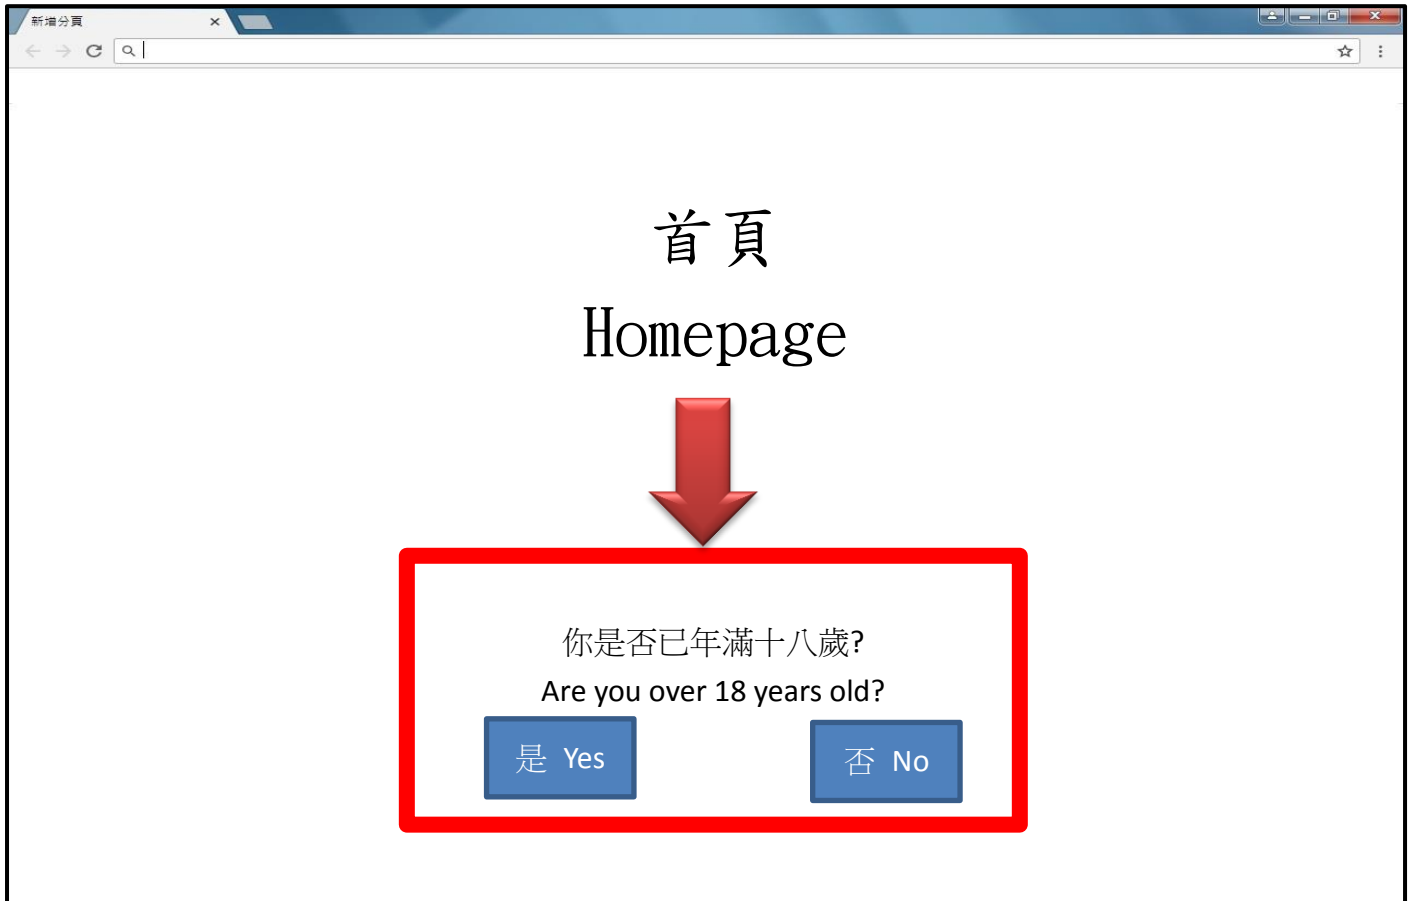 新增分頁
首頁
Homepage
你是否已年滿十八歲?
Are you over 18 years old?
是 Yes
否 No